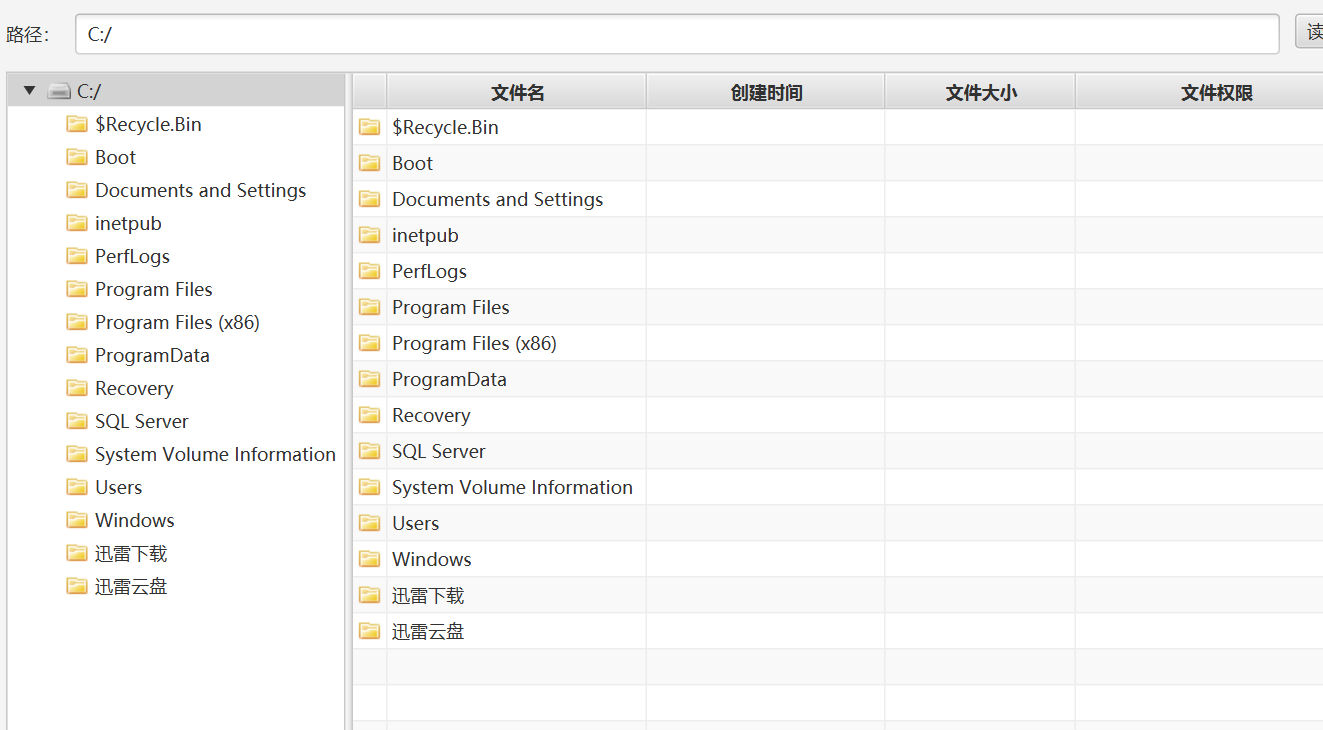 路径： C:/ 读
C:/
$Recycle.Bin
Boot
Documents and Settings
inetpub
PerfLogs
Program Files
Program Files (x86)
ProgramData
Recovery
SQL Server
System Volume Information
Users
Windows
迅雷下载
迅雷云盘
文件名 创建时间 文件大小 文件权限
$Recycle.Bin
Boot
Documents and Settings
inetpub
PerfLogs
Program Files
Program Files (x86)
ProgramData
Recovery
SQL Server
System Volume Information
Users
Windows
迅雷下载
迅雷云盘